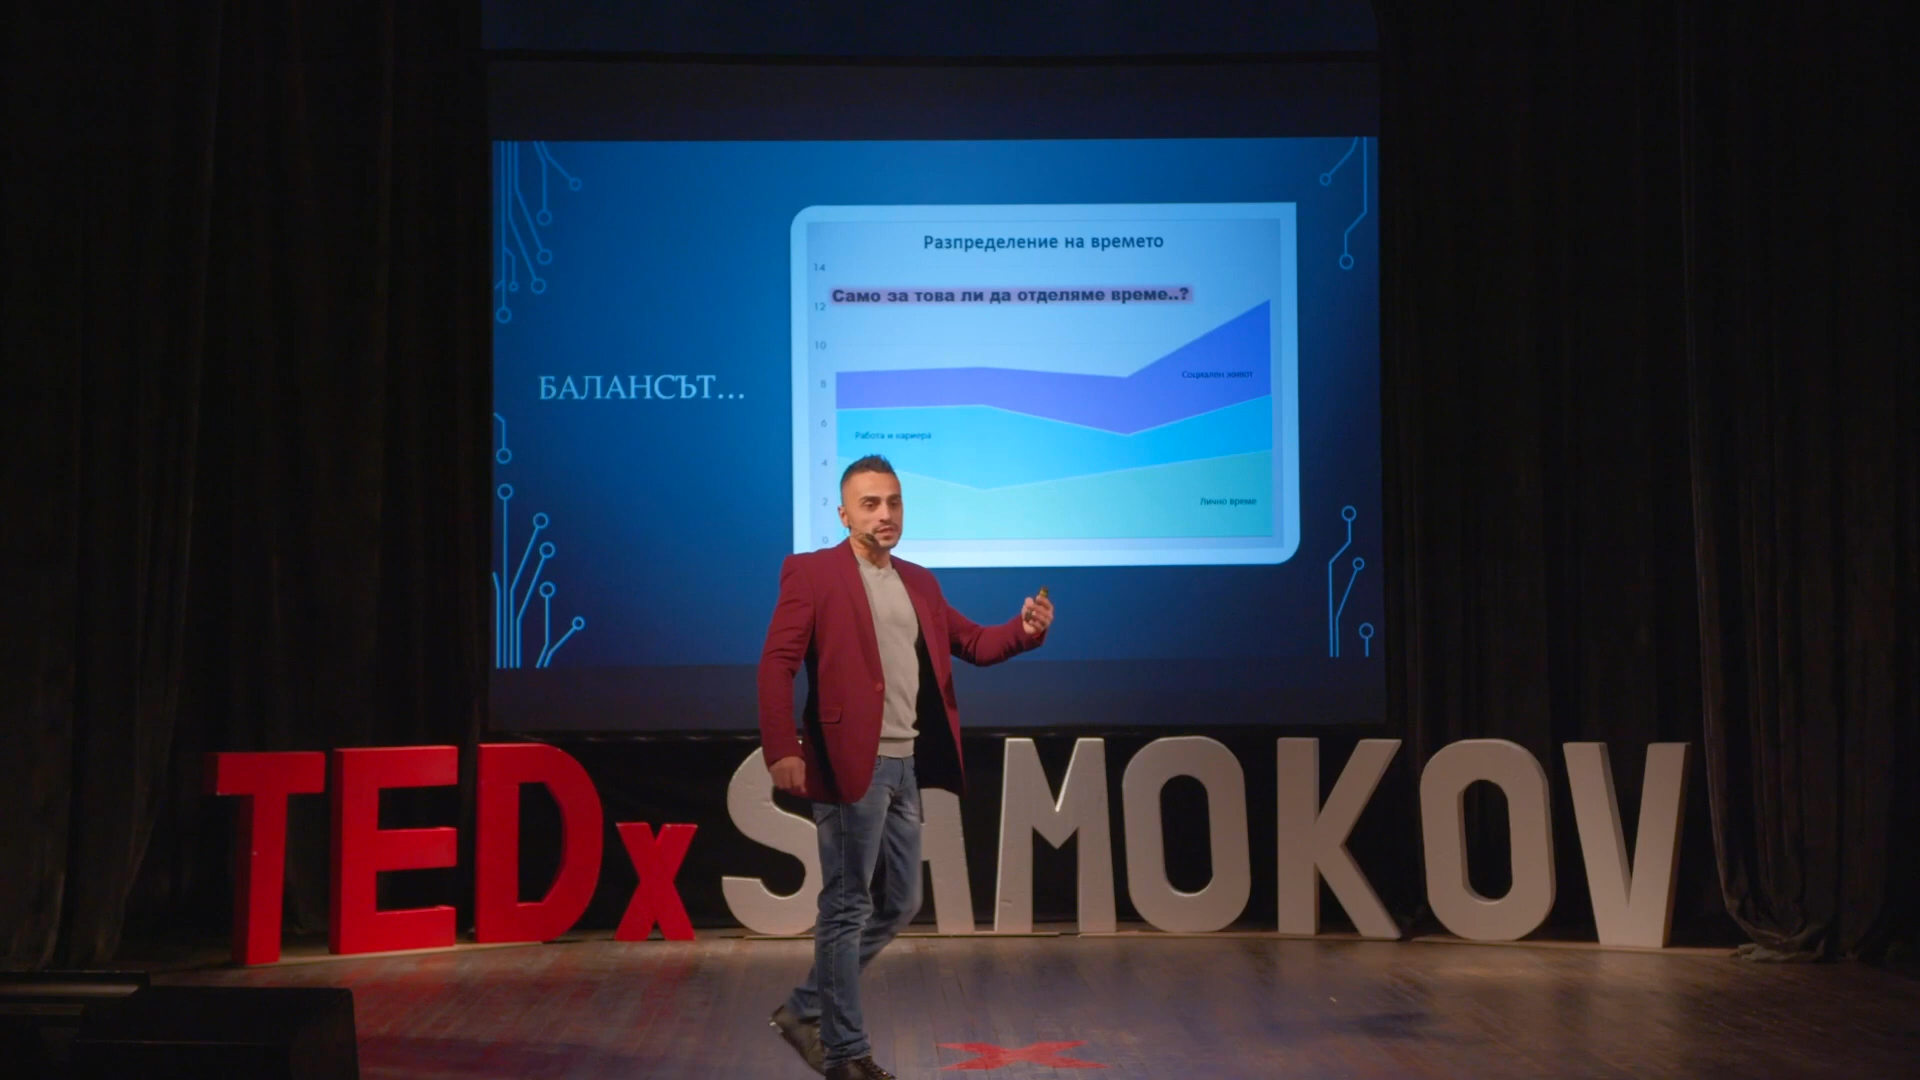 Разпределение на времето
14
Само за това ли да отделяме време..?
12
10
БАЛАНСЪТ...
8
Социален живот
6
Работа и кариера
4
2
Лично време
0
TEDx SAMOKOV